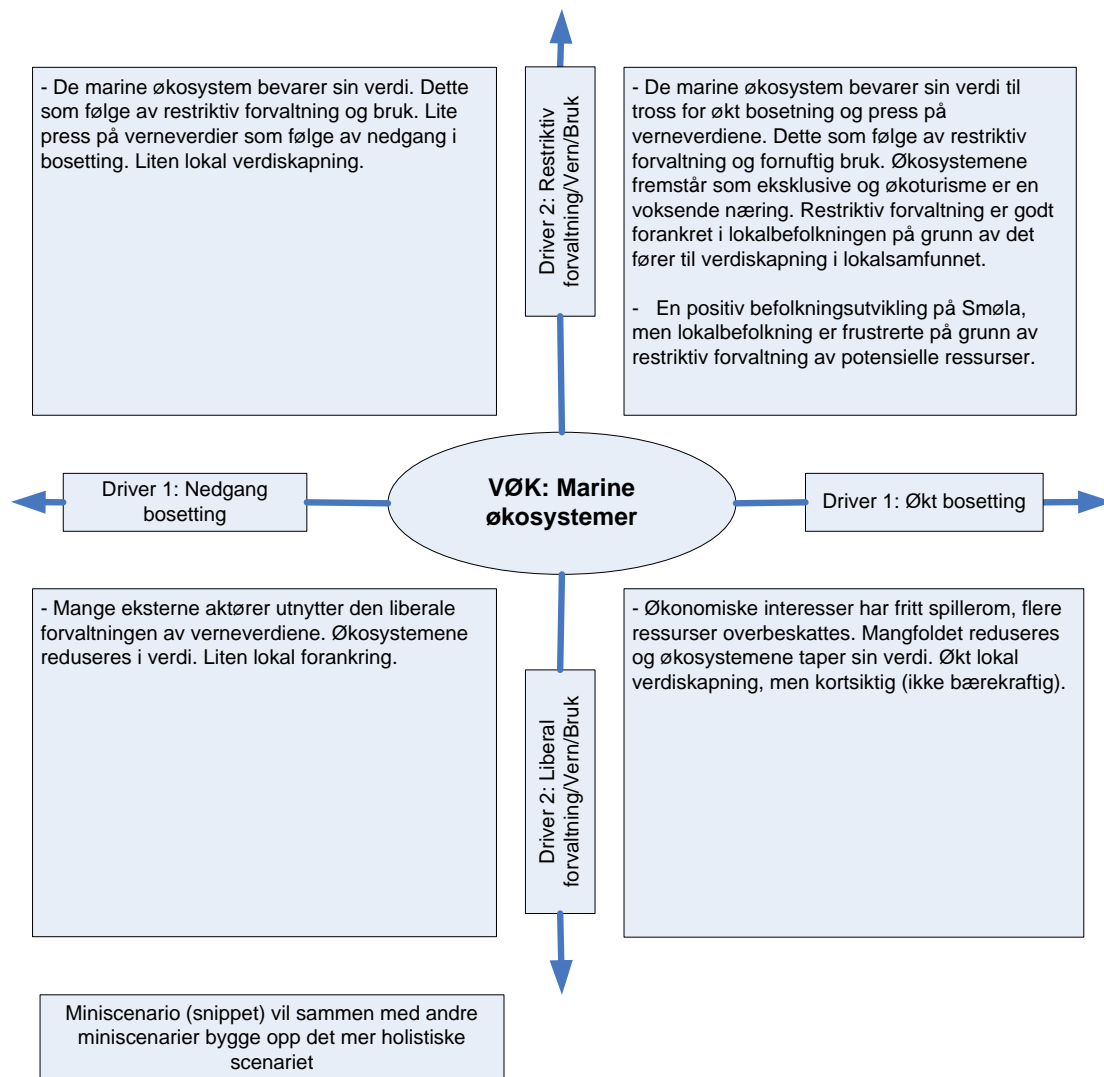 - De marine økosystem bevarer sin verdi. Dette
som følge av restriktiv forvaltning og bruk. Lite
press på verneverdier som følge av nedgang i
bosetting. Liten lokal verdiskapning.
Driver 2: Restriktiv
forvaltning/Vern/Bruk
- De marine økosystem bevarer sin verdi til
tross for økt bosetning og press på
verneverdiene. Dette som følge av restriktiv
forvaltning og fornuftig bruk. Økosystemene
fremstår som eksklusive og økoturisme er en
voksende næring. Restriktiv forvaltning er godt
forankret i lokalbefolkningen på grunn av det
fører til verdiskapning i lokalsamfunnet.
- En positiv befolkningsutvikling på Smøla,
men lokalbefolkning er frustrerte på grunn av
restriktiv forvaltning av potensielle ressurser.
Driver 1: Nedgang
bosetting
VØK: Marine
økosystemer
Driver 1: Økt bosetting
- Mange eksterne aktører utnytter den liberale
forvaltningen av verneverdiene. Økosystemene
reduseres i verdi. Liten lokal forankring.
Driver 2: Liberal
forvaltning/Vern/Bruk
- Økonomiske interesser har fritt spillerom, flere
ressurser overbeskattes. Mangfoldet reduseres
og økosystemene taper sin verdi. Økt lokal
verdiskapning, men kortsiktig (ikke bærekraftig).
Miniscenario (snippet) vil sammen med andre
miniscenarier bygge opp det mer holistiske
scenariet